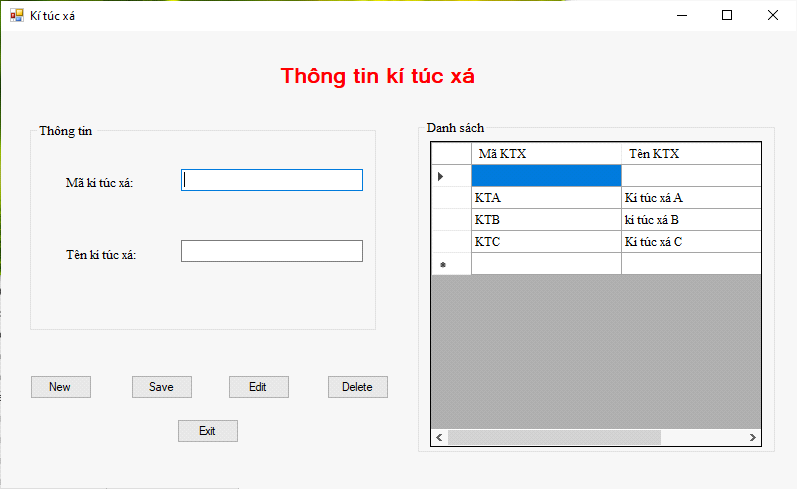 Kí túc xá
Thông tin kí túc xá
Thông tin
Mã kí túc xá:
Tên kí túc xá:
New Save Edit Delete
Exit
Danh sách
Mã KTX Tên KTX
KTA Kí túc xá A
KTB kí túc xá B
KTC Kí túc xá C